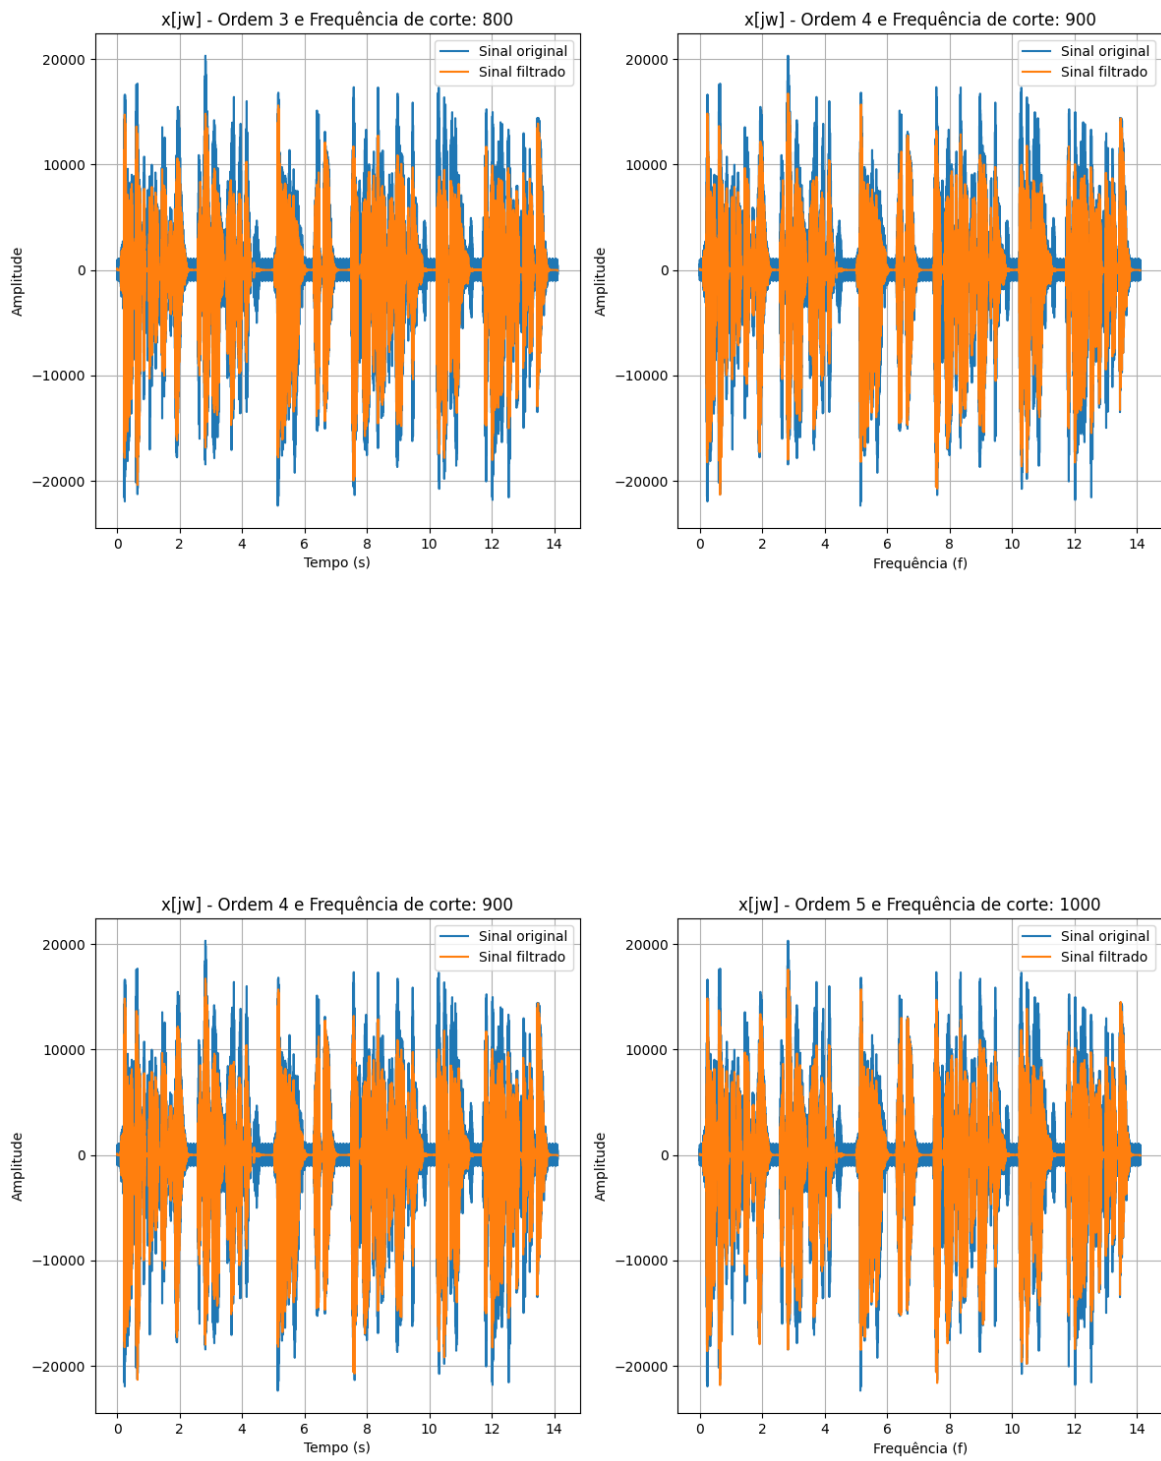 x[jw] - Ordem 3 e Frequência de corte: 800
Sinal original
Sinal filtrado
20000
10000
0
−10000
−20000
Amplitude
0 2 4 6 8 10 12 14
Tempo (s)
x[jw] - Ordem 4 e Frequência de corte: 900
Sinal original
Sinal filtrado
20000
10000
0
−10000
−20000
Amplitude
0 2 4 6 8 10 12 14
Frequência (f)
x[jw] - Ordem 4 e Frequência de corte: 900
Sinal original
Sinal filtrado
20000
10000
0
−10000
−20000
Amplitude
0 2 4 6 8 10 12 14
Tempo (s)
x[jw] - Ordem 5 e Frequência de corte: 1000
Sinal original
Sinal filtrado
20000
10000
0
−10000
−20000
Amplitude
0 2 4 6 8 10 12 14
Frequência (f)